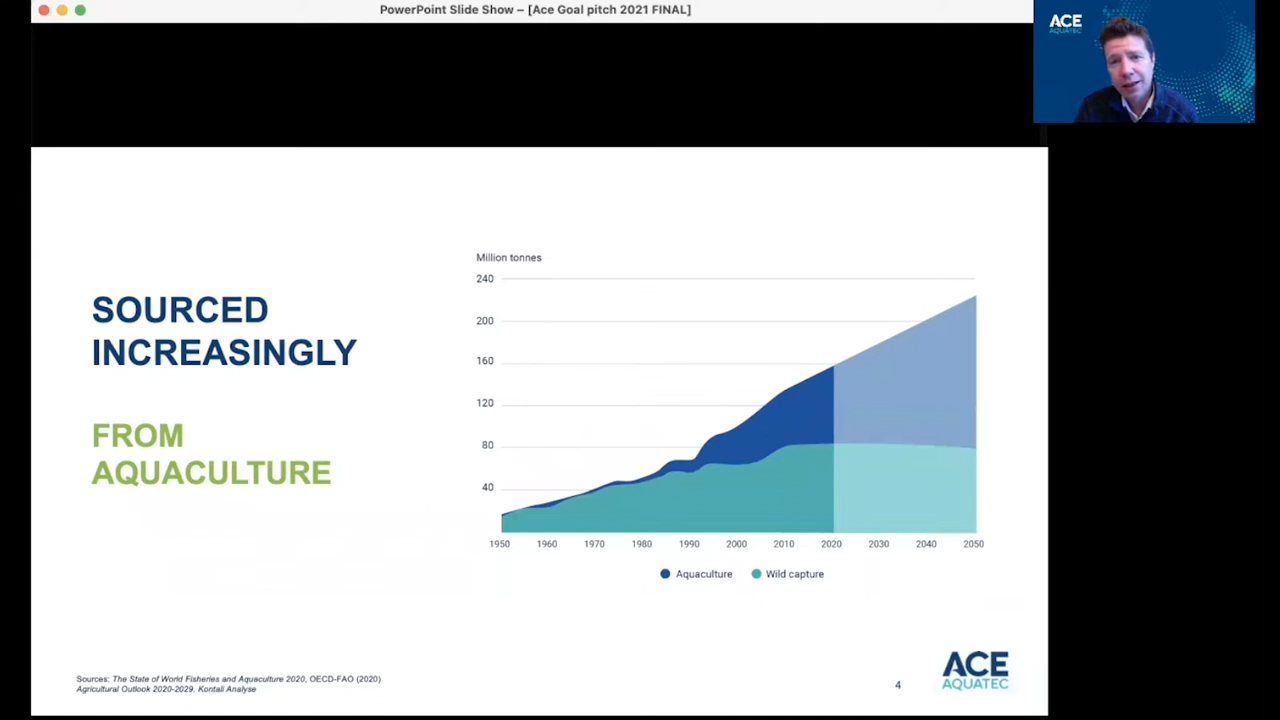 PowerPoint Slide Show – [Ace Goal pitch 2021 FINAL]
ACE
AQUATEC
SOURCED
INCREASINGLY
FROM
AQUACULTURE
Million tonnes
240
200
160
120
80
40
1950 1960 1970 1980 1990 2000 2010 2020 2030 2040 2050
Aquaculture Wild capture
Sources: The State of World Fisheries and Aquaculture 2020, OECD-FAO (2020)
Agricultural Outlook 2020-2029, Kontali Analyse
4
ACE
AQUATEC